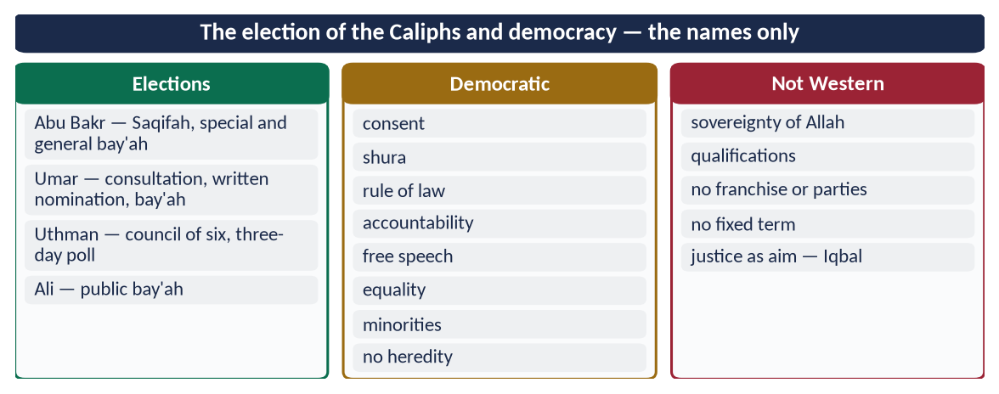 The election of the Caliphs and democracy — the names only
Elections
Abu Bakr — Saqifah, special and
general bay'ah
Umar — consultation, written
nomination, bay'ah
Uthman — council of six, three-
day poll
Ali — public bay'ah
Democratic
consent
shura
rule of law
accountability
free speech
equality
minorities
no heredity
Not Western
sovereignty of Allah
qualifications
no franchise or parties
no fixed term
justice as aim — Iqbal